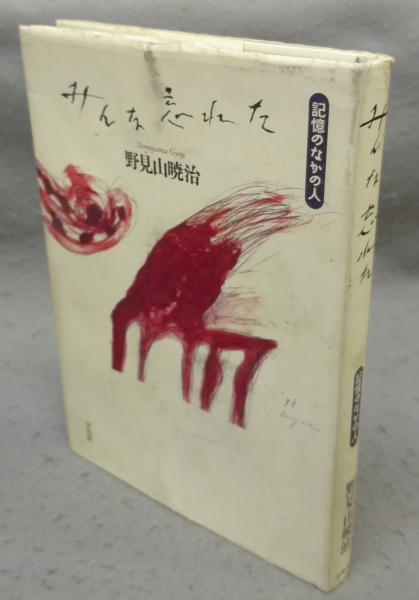 みんな忘れた
記憶のなかの人
Nomiyama Gyoji
野見山暁治
'98
みんな忘れた
記憶のなかの人
野見山暁治